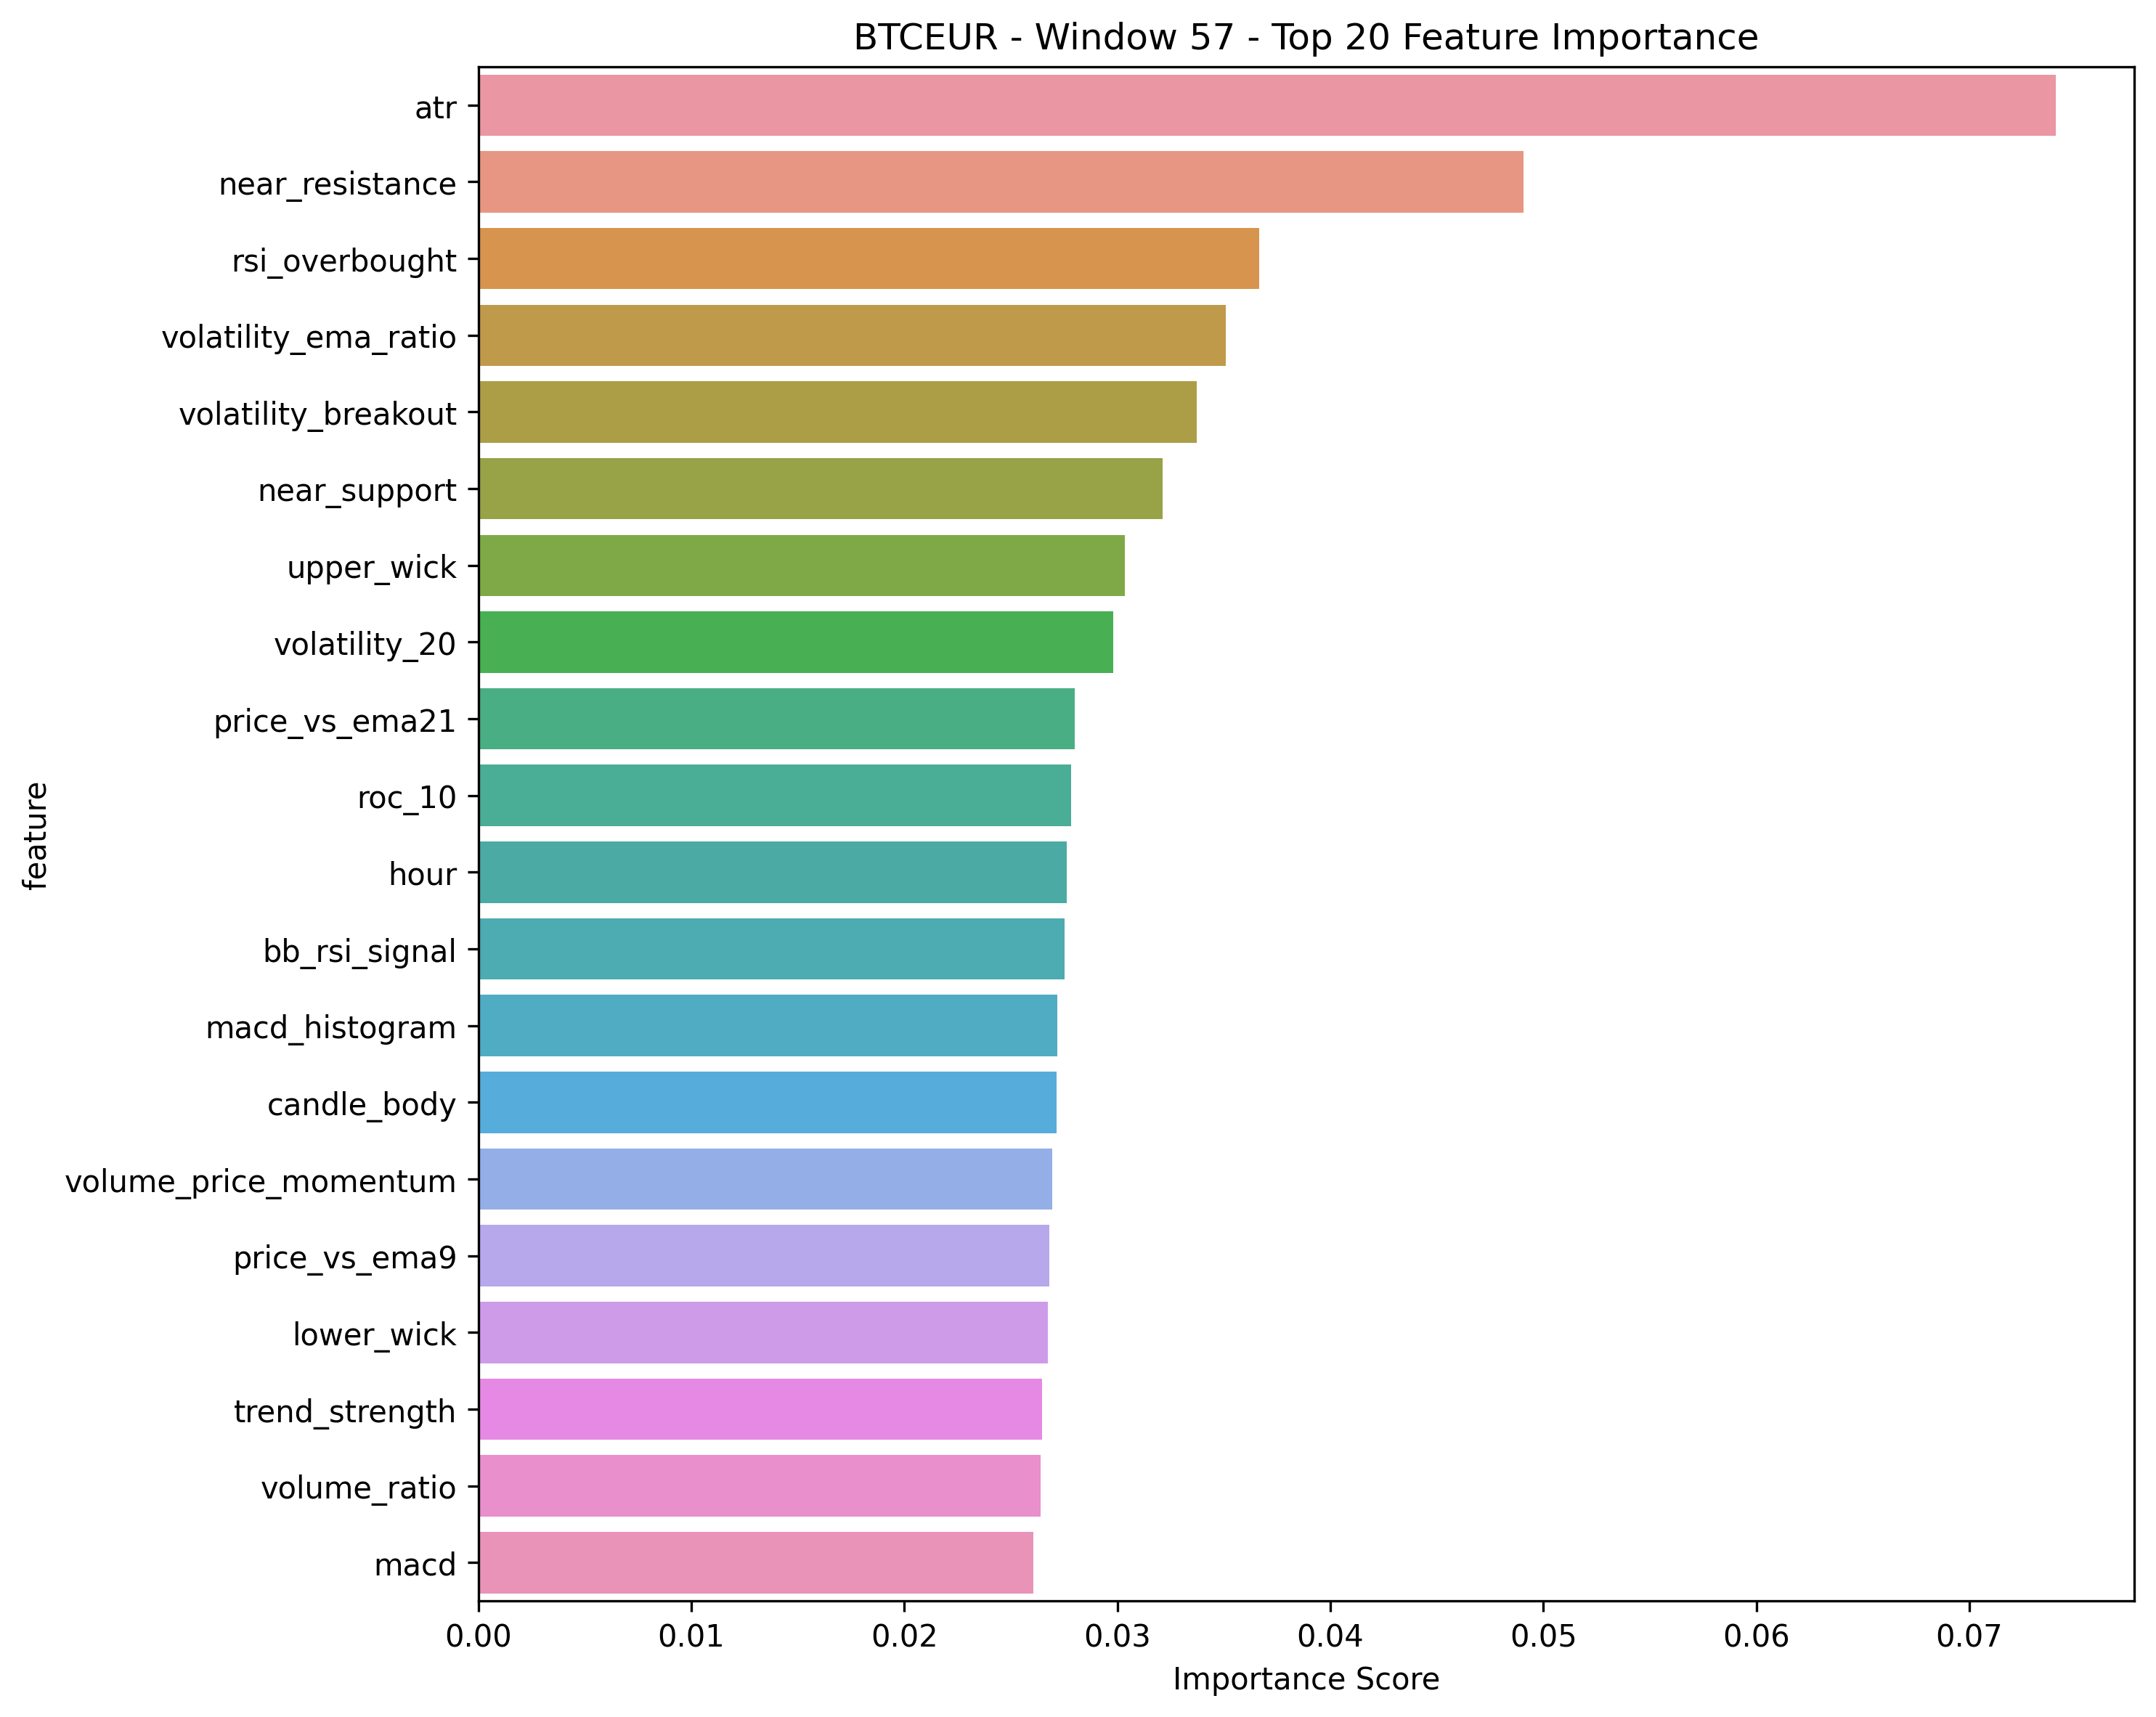 BTCEUR - Window 57 - Top 20 Feature Importance
atr
near_resistance
rsi_overbought
volatility_ema_ratio
volatility_breakout
near_support
upper_wick
volatility_20
price_vs_ema21
roc_10
hour
bb_rsi_signal
macd_histogram
candle_body
volume_price_momentum
price_vs_ema9
lower_wick
trend_strength
volume_ratio
macd
feature
0.00 0.01 0.02 0.03 0.04 0.05 0.06 0.07
Importance Score